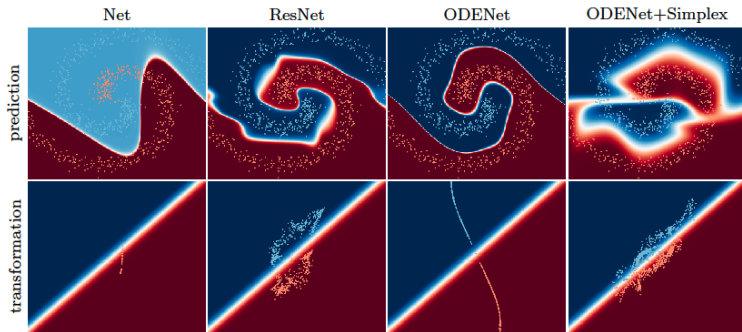 Net
ResNet
ODENet
ODENet+Simplex
prediction
transformation